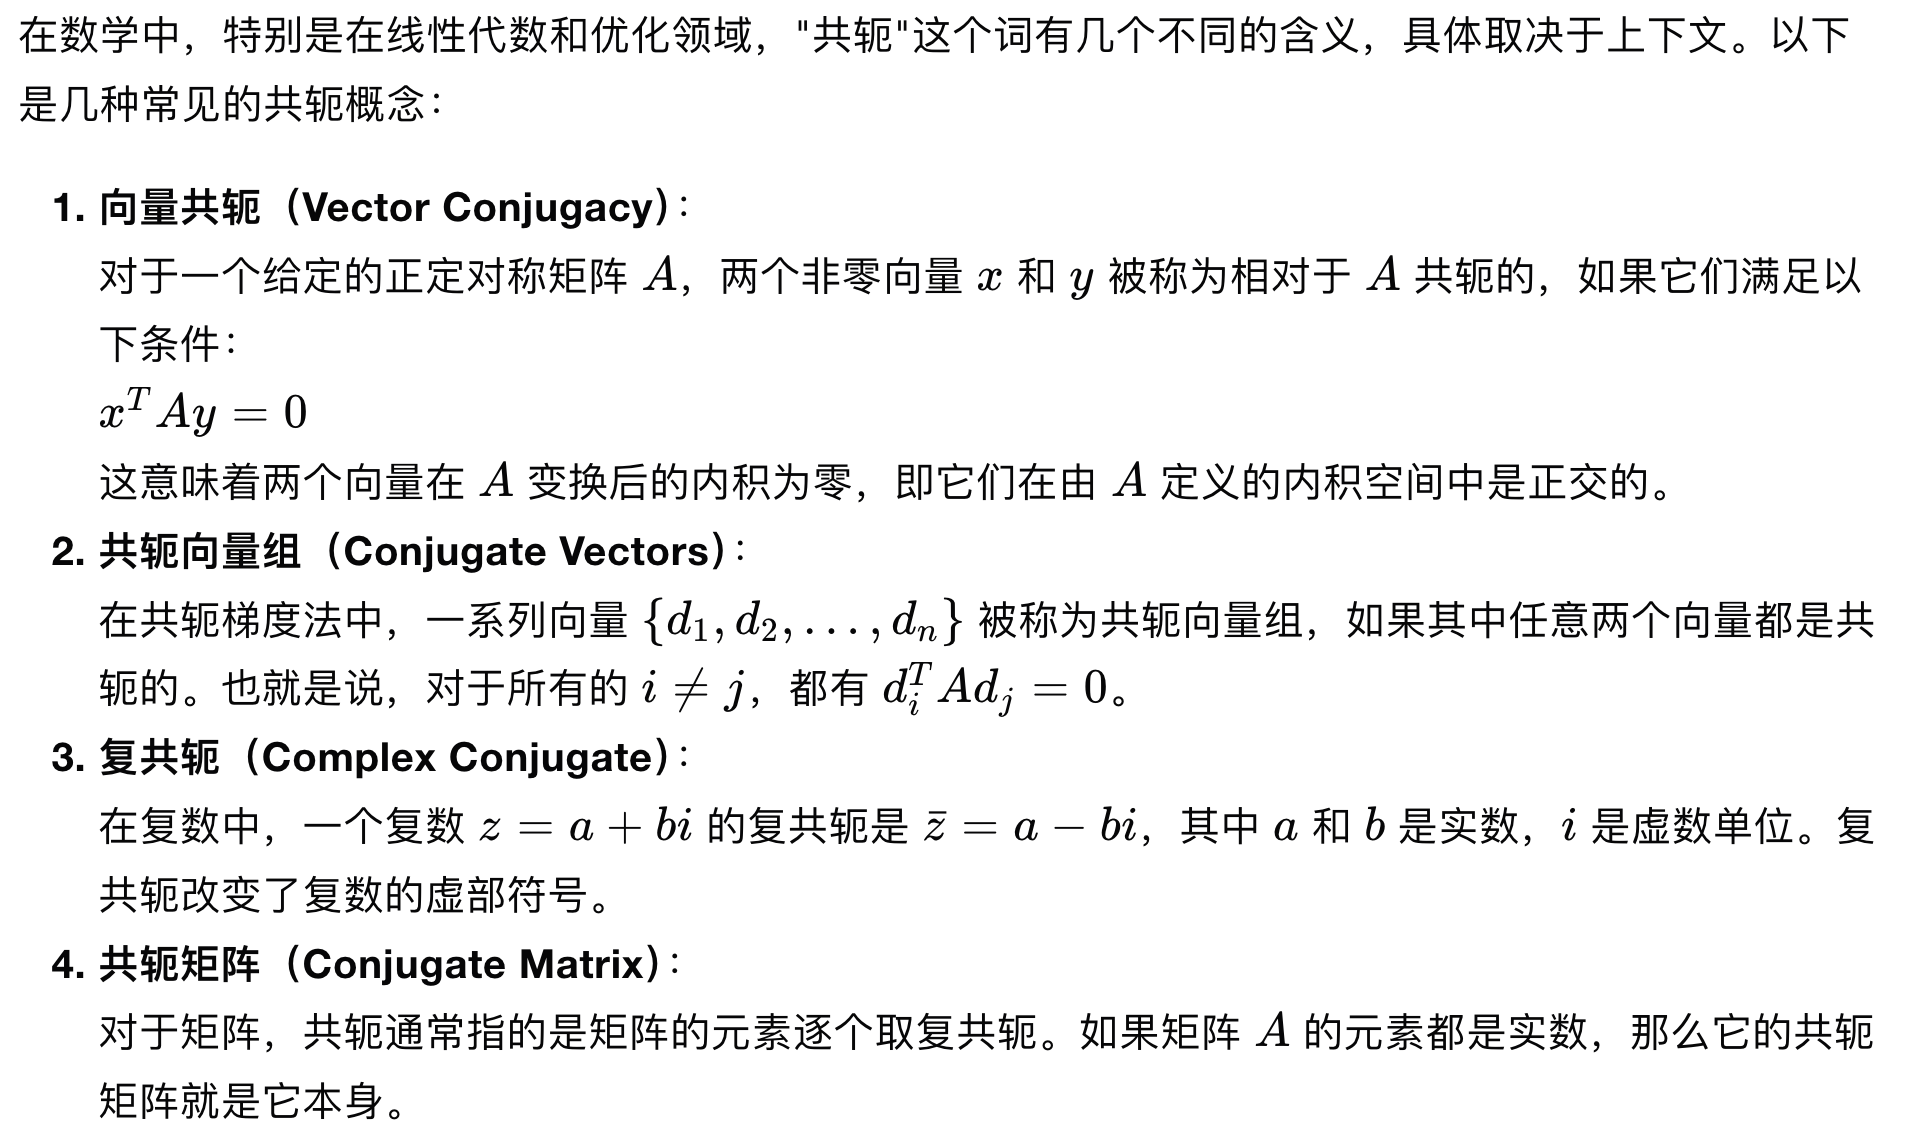 在数学中，特别是在线性代数和优化领域，"共轭"这个词有几个不同的含义，具体取决于上下文。以下
是几种常见的共轭概念：
1. 向量共轭（Vector Conjugacy）：
对于一个给定的正定对称矩阵 A，两个非零向量 x 和 y 被称为相对于 A 共轭的，如果它们满足以
下条件：
x^T Ay = 0
这意味着两个向量在 A 变换后的内积为零，即它们在由 A 定义的内积空间中是正交的。
2. 共轭向量组（Conjugate Vectors）：
在共轭梯度法中，一系列向量 {d₁, d₂, . . . , dₙ} 被称为共轭向量组，如果其中任意两个向量都是共
轭的。也就是说，对于所有的 i ≠ j，都有 d_i^T Ad_j = 0。
3. 复共轭（Complex Conjugate）：
在复数中，一个复数 z = a + bi 的复共轭是 z̄ = a − bi，其中 a 和 b 是实数，i 是虚数单位。复
共轭改变了复数的虚部符号。
4. 共轭矩阵（Conjugate Matrix）：
对于矩阵，共轭通常指的是矩阵的元素逐个取复共轭。如果矩阵 A 的元素都是实数，那么它的共轭
矩阵就是它本身。